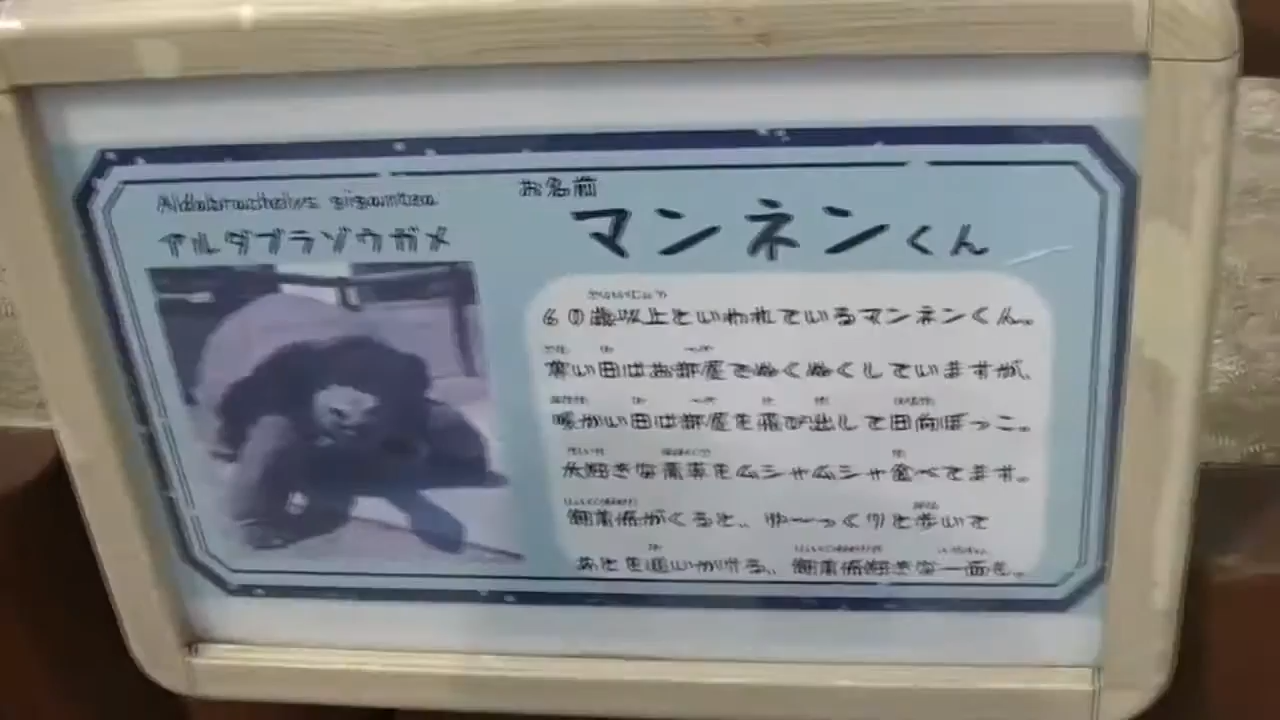 アルダブラゾウガメ
お名前
マンネンくん
60歳以上といわれているマンネンくん。
寒い日はお部屋でぬくぬくしていますが、
暖かい日は部屋を飛び出して日向ぼっこ。
大好きな青草をムシャムシャ食べてます。
飼育係がくると、ゆ〜っくりと歩いて
あとを追いかける、飼育係好きな一面も。